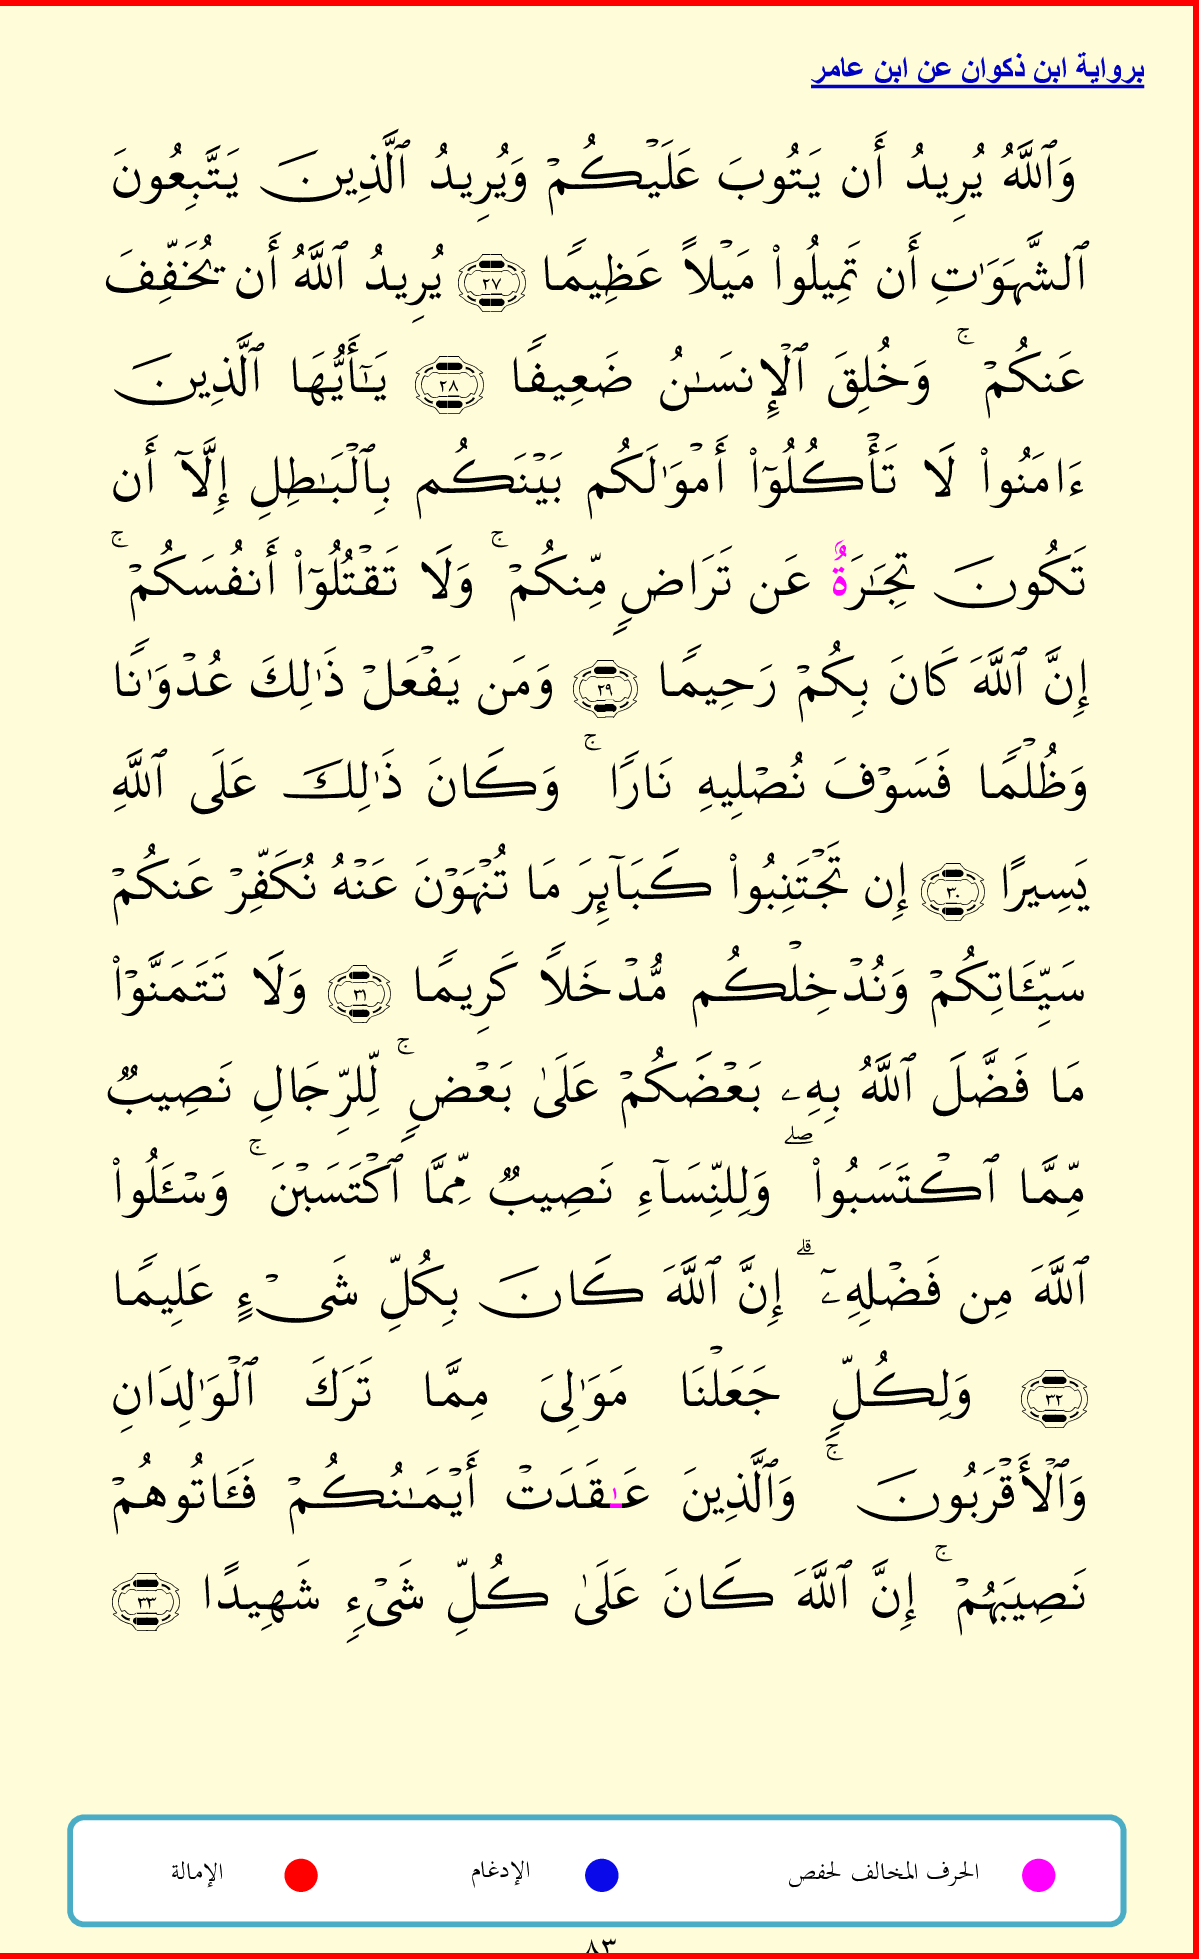 برواية ابن ذكوان عن ابن عامر
وَٱللَّهُ يُرِيدُ أَن يَتُوبَ عَلَيۡكُمۡ وَيُرِيدُ ٱلَّذِينَ يَتَّبِعُونَ
ٱلشَّهَوَٰتِ أَن تَمِيلُواْ مَيۡلًا عَظِيمًا ٢٧ يُرِيدُ ٱللَّهُ أَن يُخَفِّفَ
عَنكُمۡۚ وَخُلِقَ ٱلۡإِنسَٰنُ ضَعِيفًا ٢٨ يَٰٓأَيُّهَا ٱلَّذِينَ
ءَامَنُواْ لَا تَأۡكُلُوٓاْ أَمۡوَٰلَكُم بَيۡنَكُم بِٱلۡبَٰطِلِ إِلَّآ أَن
تَكُونَ تِجَٰرَةٌ عَن تَرَاضٖ مِّنكُمۡۚ وَلَا تَقۡتُلُوٓاْ أَنفُسَكُمۡۚ
إِنَّ ٱللَّهَ كَانَ بِكُمۡ رَحِيمًا ٢٩ وَمَن يَفۡعَلۡ ذَٰلِكَ عُدۡوَٰنًا
وَظُلۡمًا فَسَوۡفَ نُصۡلِيهِ نَارًاۚ وَكَانَ ذَٰلِكَ عَلَى ٱللَّهِ
يَسِيرًا ٣٠ إِن تَجۡتَنِبُواْ كَبَآئِرَ مَا تُنۡهَوۡنَ عَنۡهُ نُكَفِّرۡ عَنكُمۡ
سَيِّـَٔاتِكُمۡ وَنُدۡخِلۡكُم مُّدۡخَلًا كَرِيمًا ٣١ وَلَا تَتَمَنَّوۡاْ
مَا فَضَّلَ ٱللَّهُ بِهِۦ بَعۡضَكُمۡ عَلَىٰ بَعۡضٖۚ لِّلرِّجَالِ نَصِيبٞ
مِّمَّا ٱكۡتَسَبُواْۖ وَلِلنِّسَآءِ نَصِيبٞ مِّمَّا ٱكۡتَسَبۡنَۚ وَسۡـَٔلُواْ
ٱللَّهَ مِن فَضۡلِهِۦٓۗ إِنَّ ٱللَّهَ كَانَ بِكُلِّ شَيۡءٍ عَلِيمًا
٣٢ وَلِكُلّٖ جَعَلۡنَا مَوَٰلِيَ مِمَّا تَرَكَ ٱلۡوَٰلِدَانِ
وَٱلۡأَقۡرَبُونَۚ وَٱلَّذِينَ عَٰقَدَتۡ أَيۡمَٰنُكُمۡ فَـَٔاتُوهُمۡ
نَصِيبَهُمۡۚ إِنَّ ٱللَّهَ كَانَ عَلَىٰ كُلِّ شَيۡءٖ شَهِيدًا ٣٣
الحرف المخالف لحفص الإدغام الإمالة
٨٣